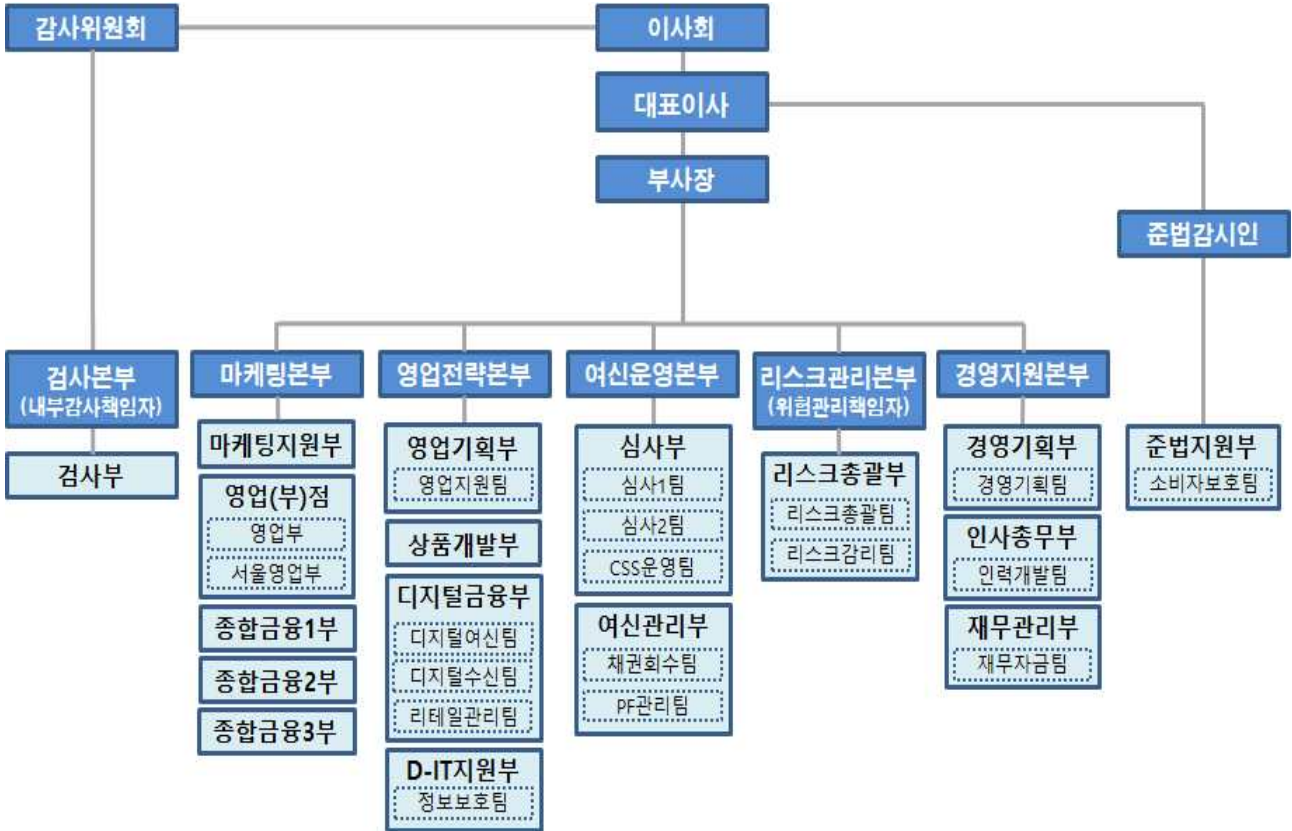 감사위원회
이사회
대표이사
부사장
준법감시인
검사본부
(내부감사책임자)
검사부
마케팅본부
마케팅지원부
영업(부)점
영업부
서울영업부
종합금융1부
종합금융2부
종합금융3부
영업전략본부
영업기획부
영업지원팀
상품개발부
디지털금융부
디지털여신팀
디지털수신팀
리테일관리팀
D-IT지원부
정보보호팀
여신운영본부
심사부
심사1팀
심사2팀
CSS운영팀
여신관리부
채권회수팀
PF관리팀
리스크관리본부
(위험관리책임자)
리스크총괄부
리스크총괄팀
리스크감리팀
경영지원본부
경영기획부
경영기획팀
인사총무부
인력개발팀
재무관리부
재무자금팀
준법지원부
소비자보호팀